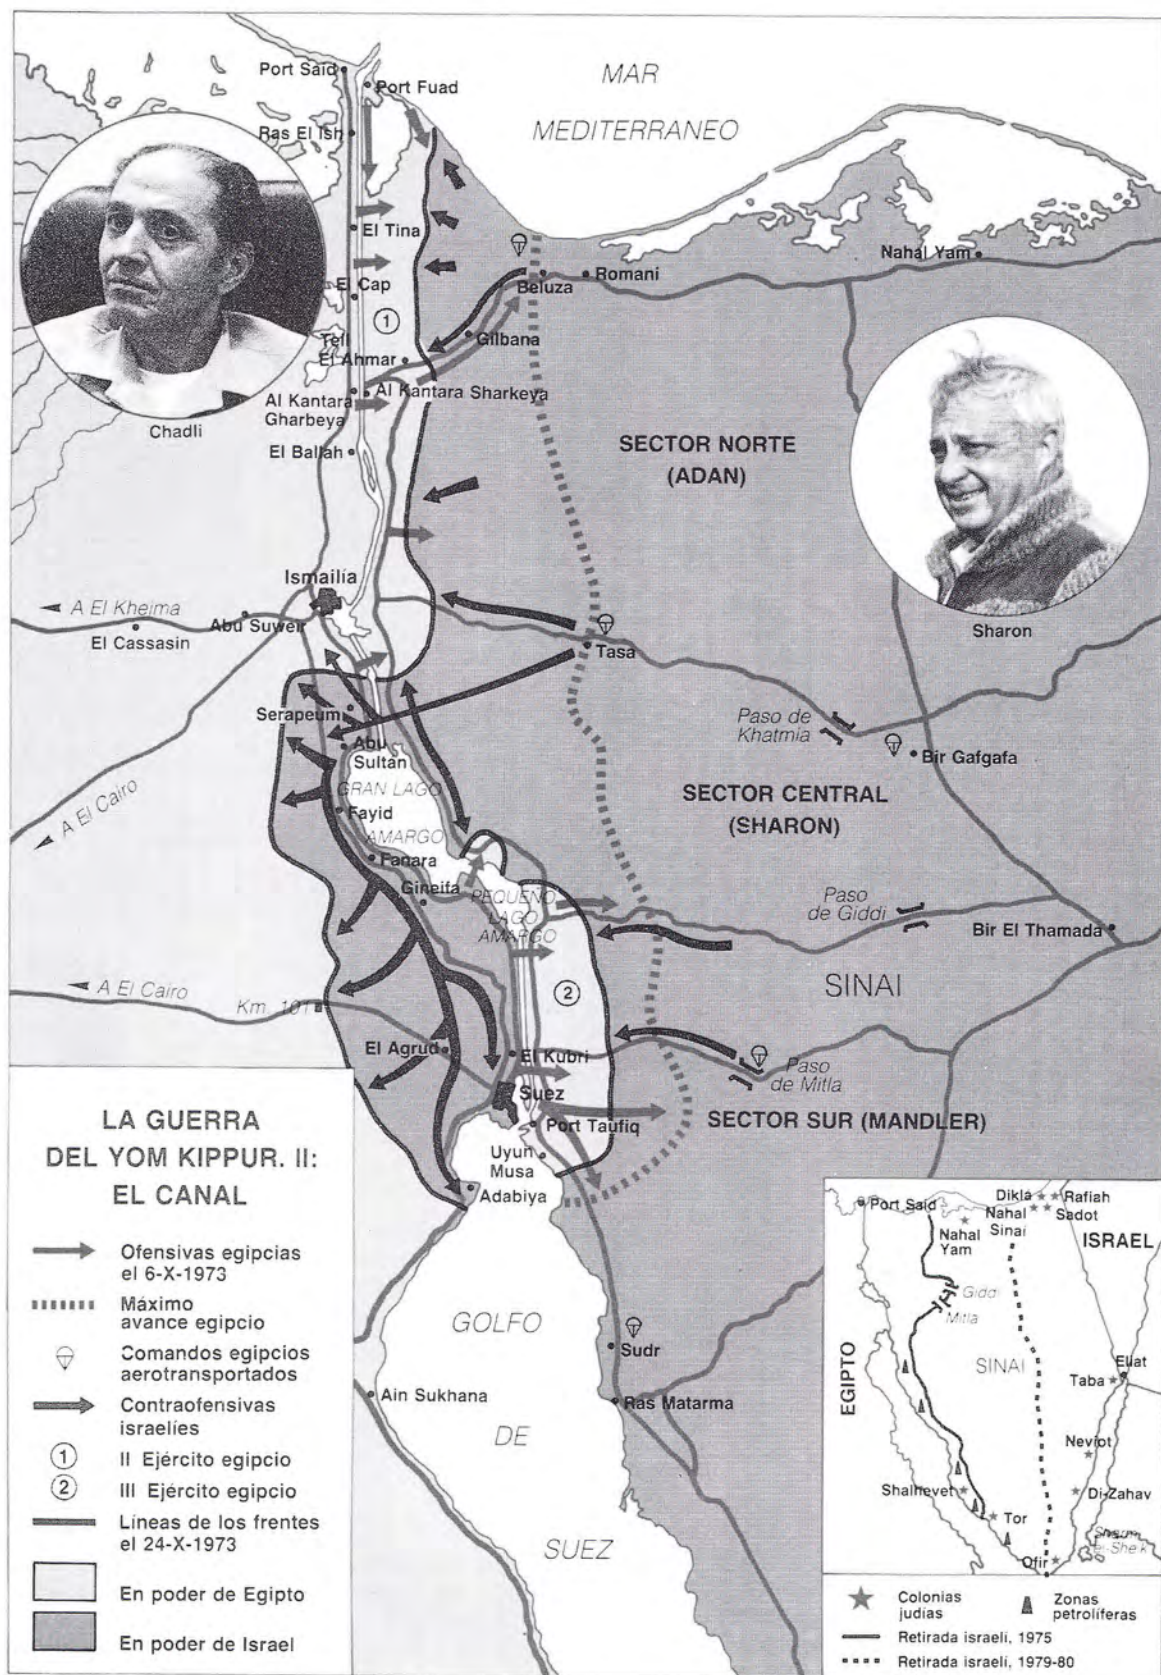 MAR
MEDITERRANEO
Port Said
Port Fuad
Ras El Ish
El Tina
El Cap
Tell
El Ahmar
Al Kantara
Gharbeya
Al Kantara Sharkeya
El Ballah
Chadli
1
Beluza
Romani
Gilbana
Nahal Yam
SECTOR NORTE
(ADAN)
Sharon
Ismailía
A El Kheima
El Cassasin
Abu Suweir
Tasa
Serapeum
Abu
Sultan
Paso de
Khatmia
Bir Gafgafa
A El Cairo
GRAN LAGO
AMARGO
Fayid
Fanara
Gineifa
SECTOR CENTRAL
(SHARON)
PEQUEÑO
LAGO
AMARGO
Paso
de Giddi
Bir El Thamada
SINAI
2
A El Cairo
Km. 101
El Agrud
El Kubri
Suez
Port Taufiq
Paso
de Mitla
SECTOR SUR (MANDLER)
Uyun
Musa
Adabiya
GOLFO
DE
SUEZ
Sudr
Ras Matarma
Ain Sukhana
LA GUERRA
DEL YOM KIPPUR. II:
EL CANAL
Ofensivas egipcias
el 6-X-1973
Máximo
avance egipcio
Comandos egipcios
aerotransportados
Contraofensivas
israelíes
1 II Ejército egipcio
2 III Ejército egipcio
Líneas de los frentes
el 24-X-1973
En poder de Egipto
En poder de Israel
Port Said
Dikla
Rafiah
Nahal
Sinai
Sadot
Nahal
Yam
ISRAEL
Giddi
Mitla
EGIPTO
SINAI
Eliat
Taba
Neviot
Shalhevet
Di-Zahav
Tor
Sharm
el-Sheik
Ofir
Colonias
judías
Zonas
petrolíferas
Retirada israelí, 1975
Retirada israelí, 1979-80